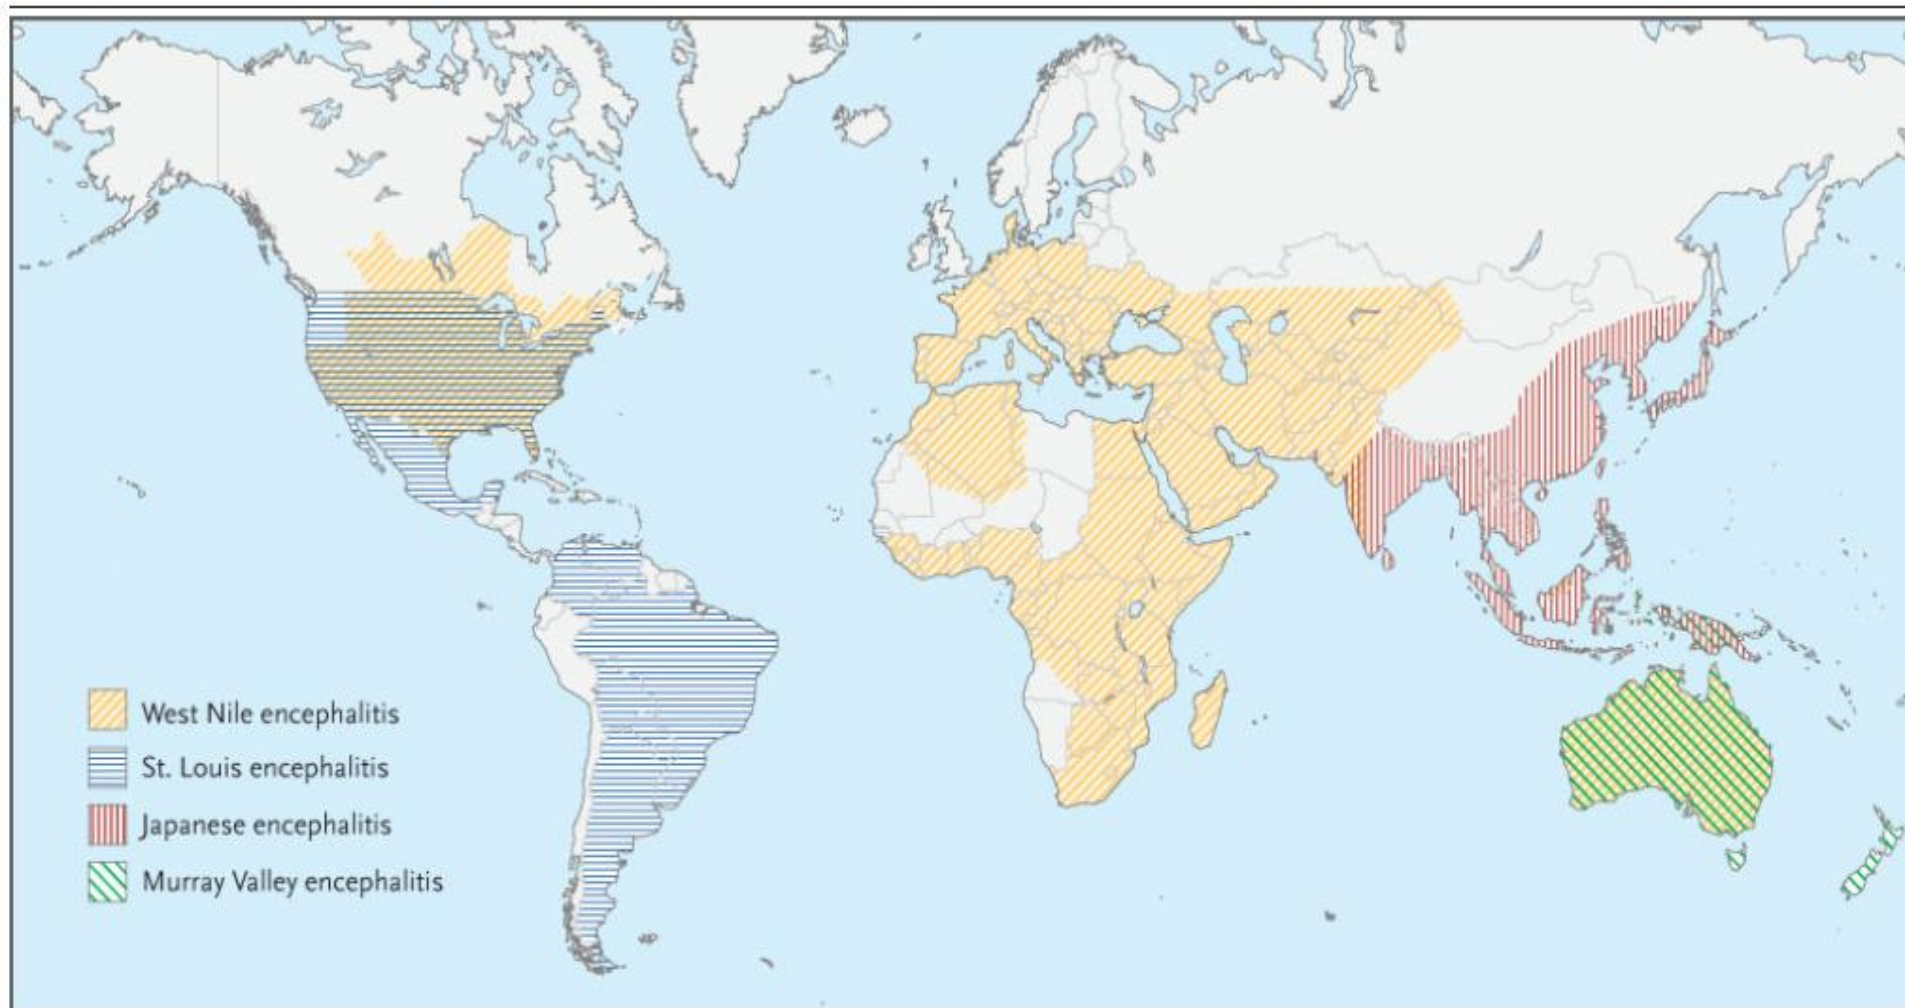 West Nile encephalitis
St. Louis encephalitis
Japanese encephalitis
Murray Valley encephalitis